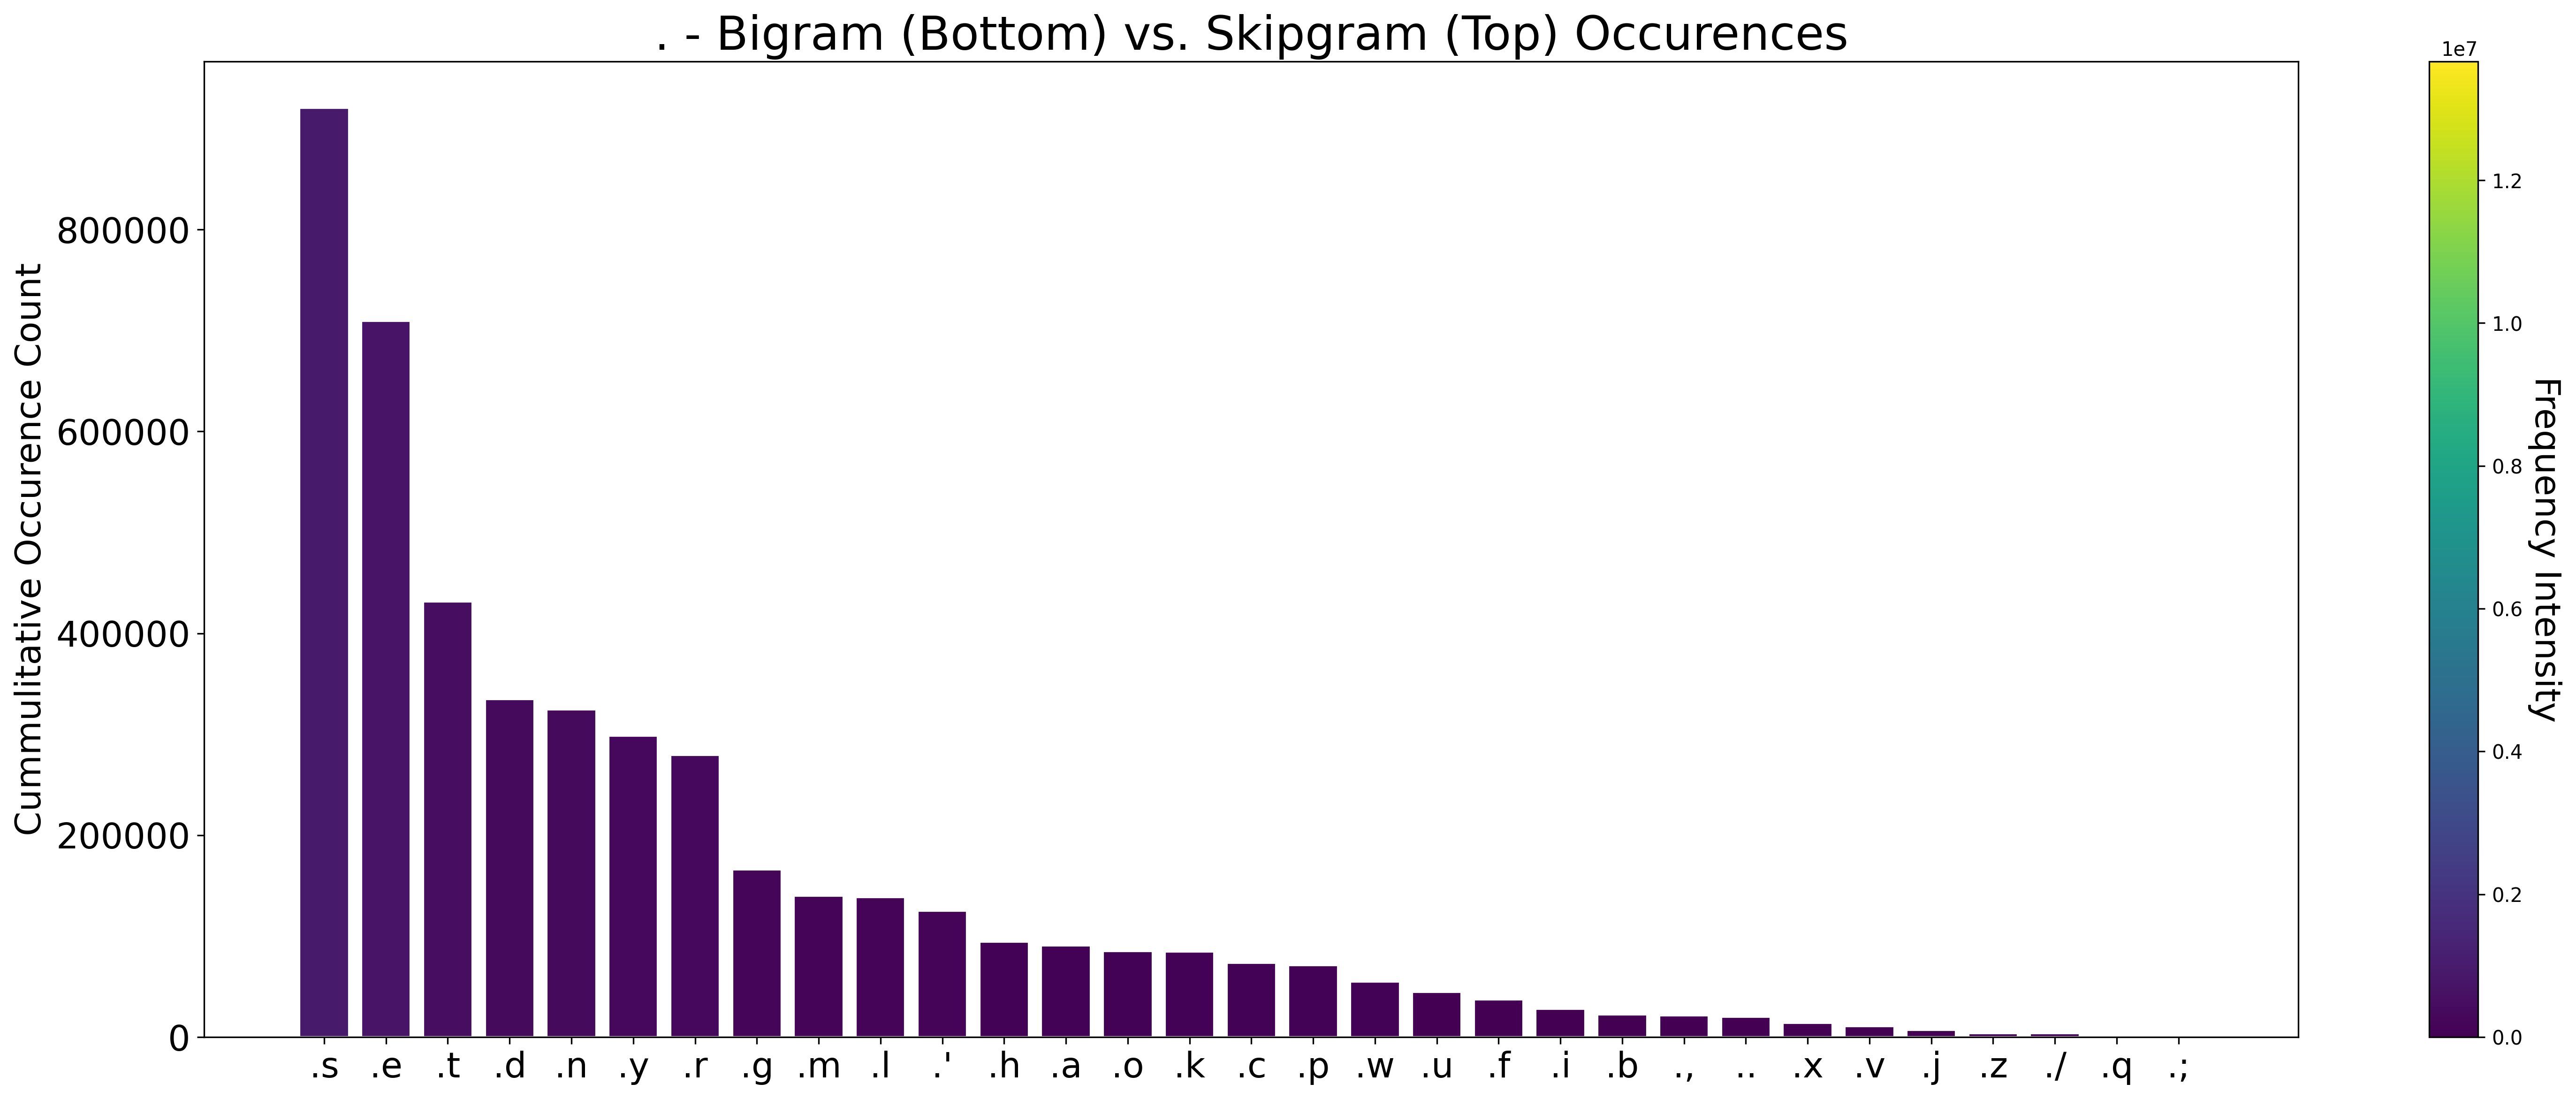 . - Bigram (Bottom) vs. Skipgram (Top) Occurences
1e7
Cummulitative Occurence Count
800000
600000
400000
200000
0
.s .e .t .d .n .y .r .g .m .l .' .h .a .o .k .c .p .w .u .f .i .b ., .. .x .v .j .z ./ .q .;
1.2
1.0
0.8
0.6
0.4
0.2
0.0
Frequency Intensity